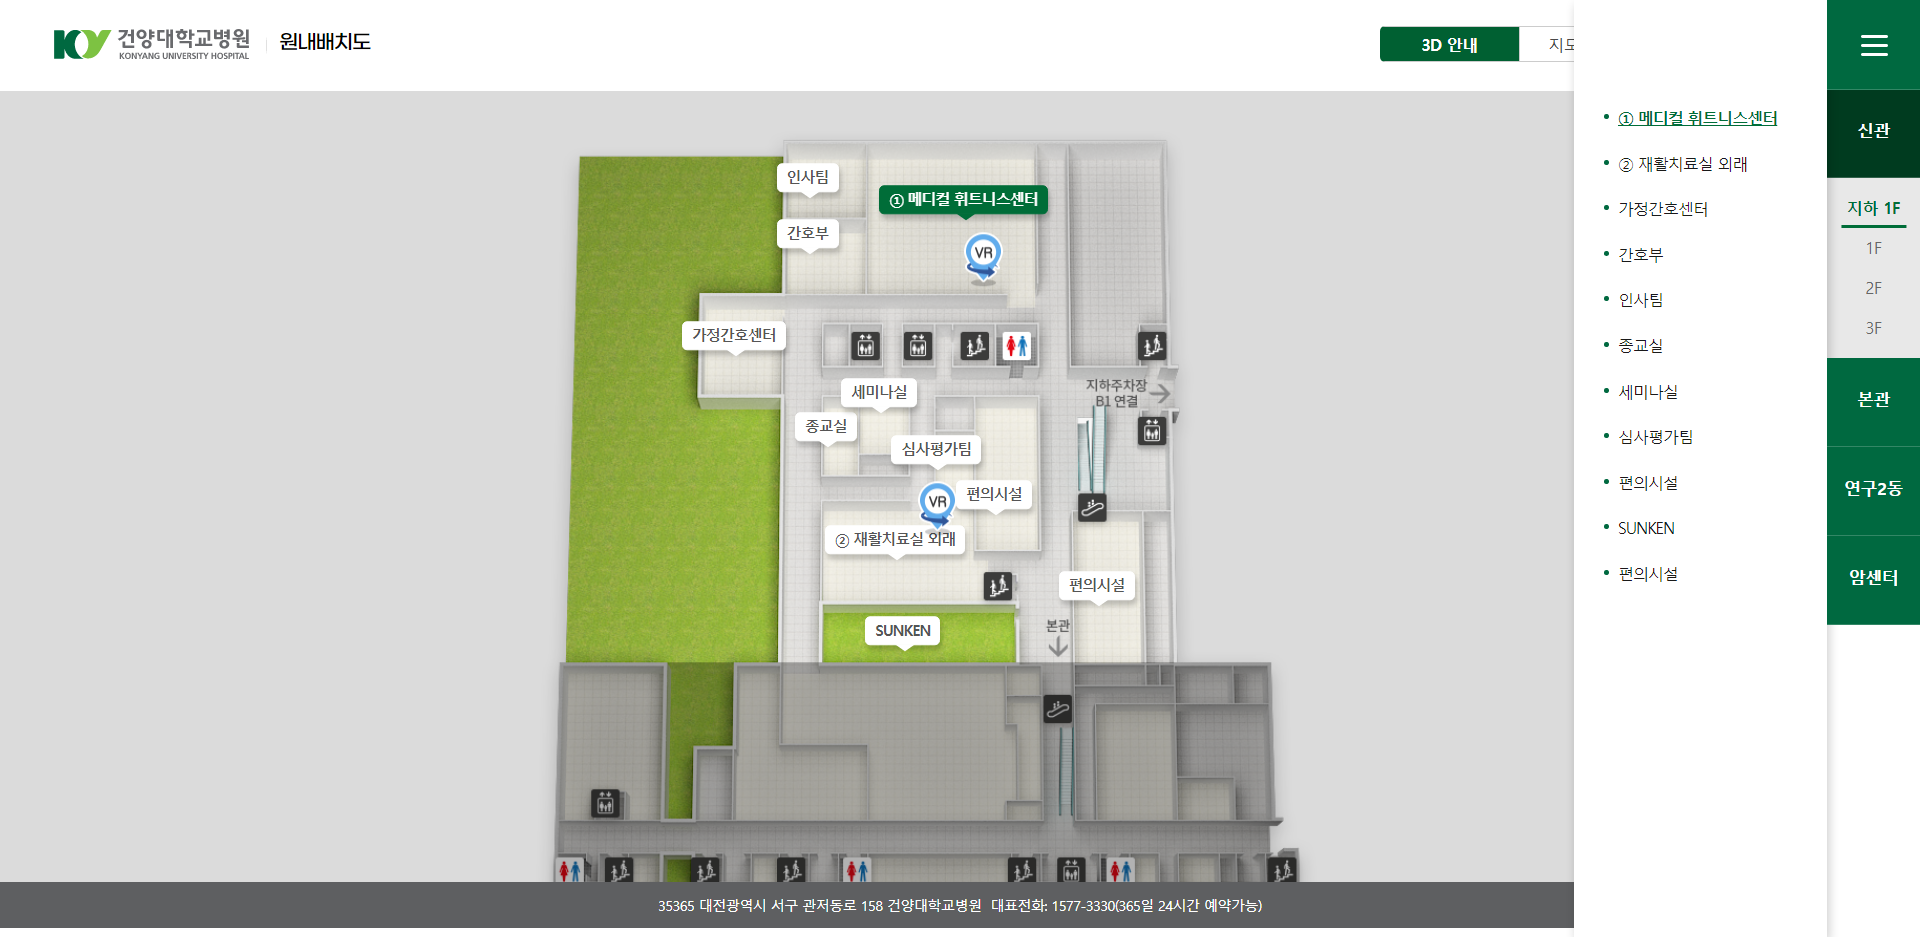 건양대학교병원
KONYANG UNIVERSITY HOSPITAL
원내배치도
3D 안내
지도
인사팀
① 메디컬 휘트니스센터
간호부
VR
가정간호센터
세미나실
지하주차장
B1 연결
종교실
심사평가팀
VR
편의시설
② 재활치료실 외래
편의시설
SUNKEN
본관
① 메디컬 휘트니스센터
② 재활치료실 외래
가정간호센터
간호부
인사팀
종교실
세미나실
심사평가팀
편의시설
SUNKEN
편의시설
신관
지하 1F
1F
2F
3F
본관
연구2동
암센터
35365 대전광역시 서구 관저동로 158 건양대학교병원 대표전화: 1577-3330(365일 24시간 예약가능)